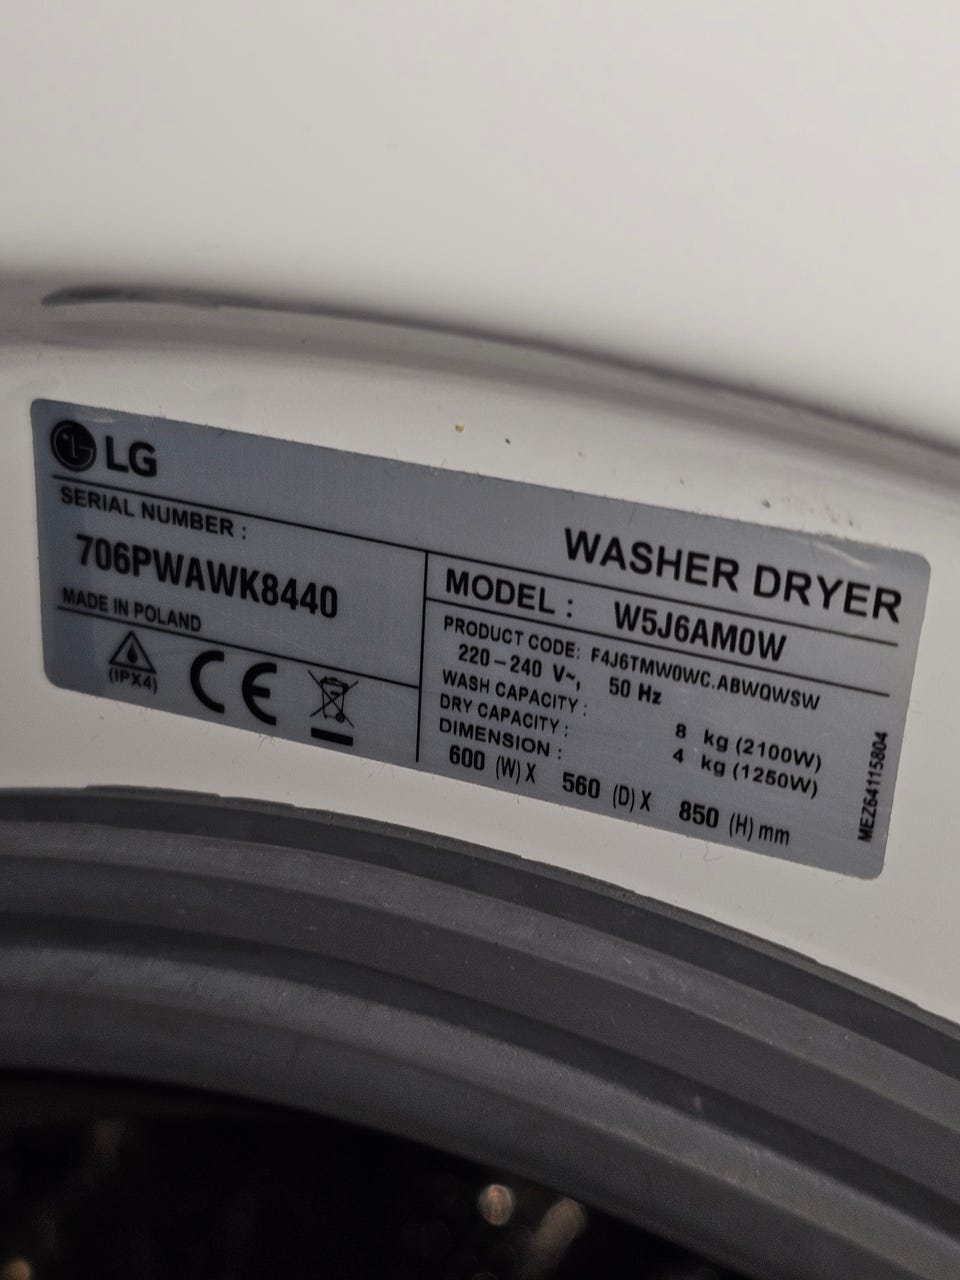 LG
SERIAL NUMBER :
706PWAWK8440
MADE IN POLAND
(IPX4)
CE
WASHER DRYER
MODEL : W5J6AM0W
PRODUCT CODE: F4J6TMW0WC.ABWQWSW
220-240 V~, 50 Hz
WASH CAPACITY : 8 kg (2100W)
DRY CAPACITY : 4 kg (1250W)
DIMENSION :
600 (W) X 560 (D) X 850 (H) mm
MEZ64115804